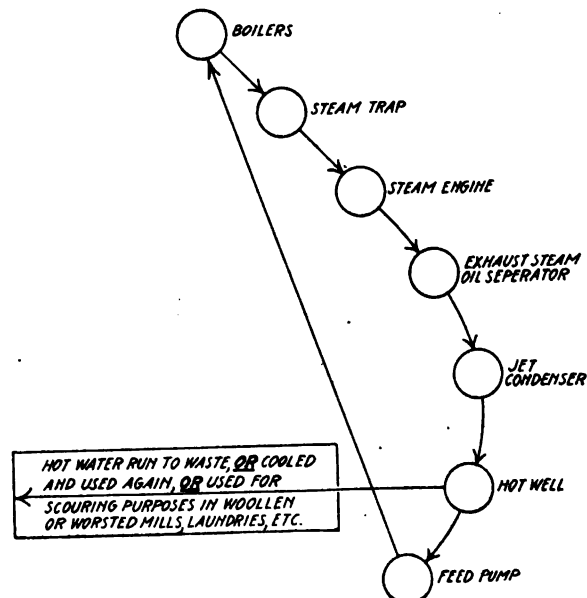 BOILERS
STEAM TRAP
STEAM ENGINE
EXHAUST STEAM
OIL SEPERATOR
JET
CONDENSER
HOT WATER RUN TO WASTE, OR COOLED
AND USED AGAIN, OR USED FOR
SCOURING PURPOSES IN WOOLLEN
OR WORSTED MILLS, LAUNDRIES, ETC.
HOT WELL
FEED PUMP